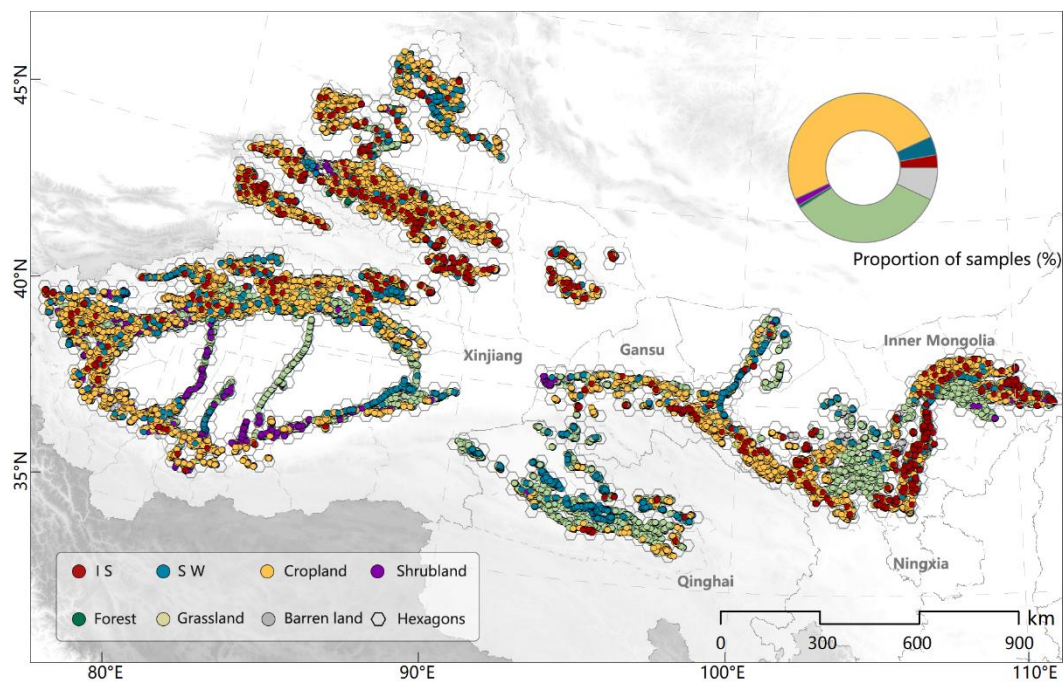 45°N
40°N
35°N
Proportion of samples (%)
Xinjiang
Gansu
Inner Mongolia
Qinghai
Ningxia
I S
S W
Cropland
Shrubland
Forest
Grassland
Barren land
Hexagons
km
0 300 600 900
80°E 90°E 100°E 110°E